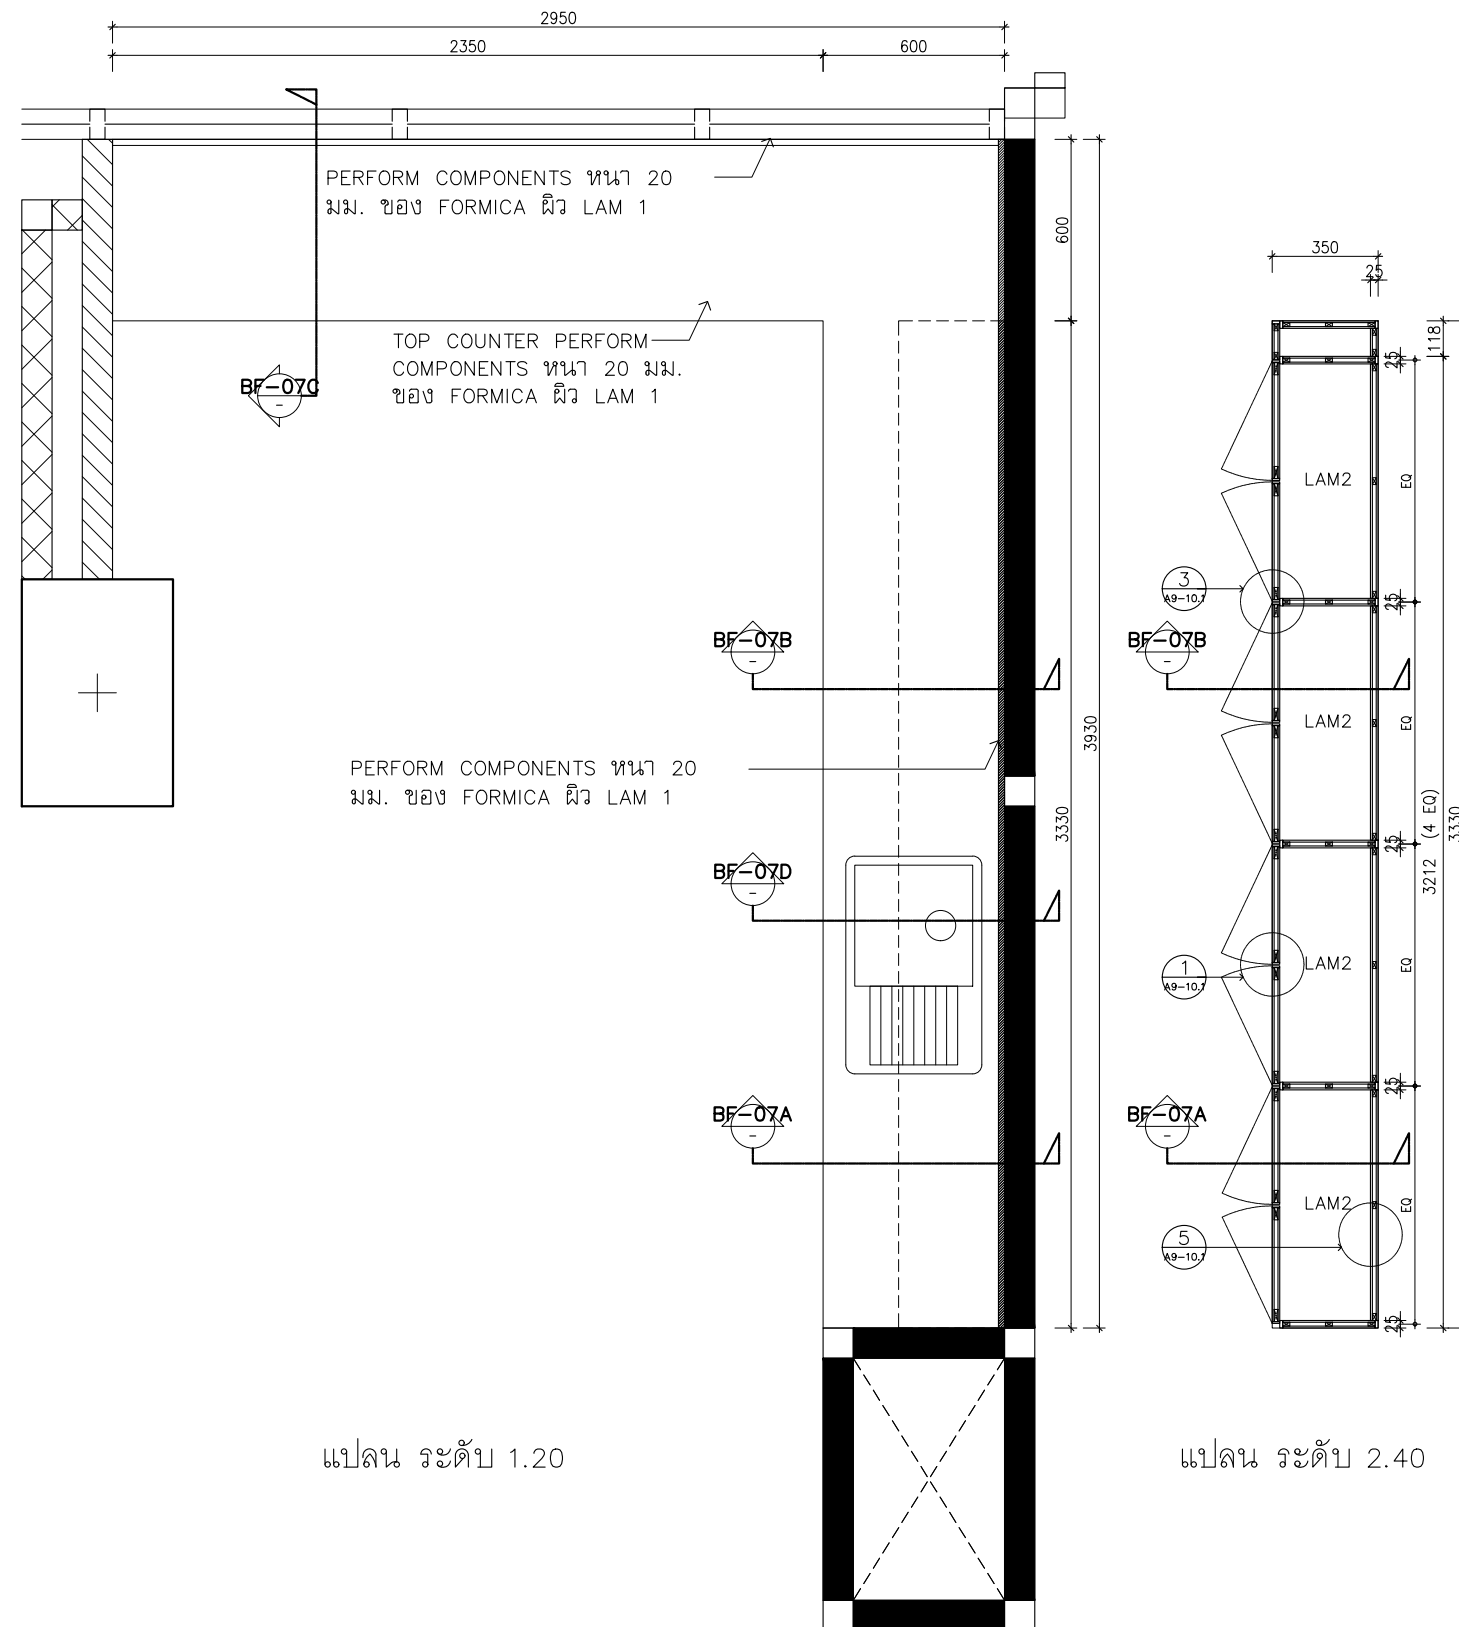 2950
2350
600
PERFORM COMPONENTS หนา 20
มม. ของ FORMICA ผิว LAM 1
600
350
25
TOP COUNTER PERFORM
COMPONENTS หนา 20 มม.
ของ FORMICA ผิว LAM 1
BF-07C
-
118
25
LAM2
EQ
3
A9-10.1
25
BF-07B
-
BF-07B
-
LAM2
EQ
3930
PERFORM COMPONENTS หนา 20
มม. ของ FORMICA ผิว LAM 1
3330
3212 (4 EQ)
3330
25
BF-07D
-
LAM2
EQ
1
A9-10.1
25
BF-07A
-
BF-07A
-
LAM2
EQ
5
A9-10.1
25
แปลน ระดับ 1.20
แปลน ระดับ 2.40